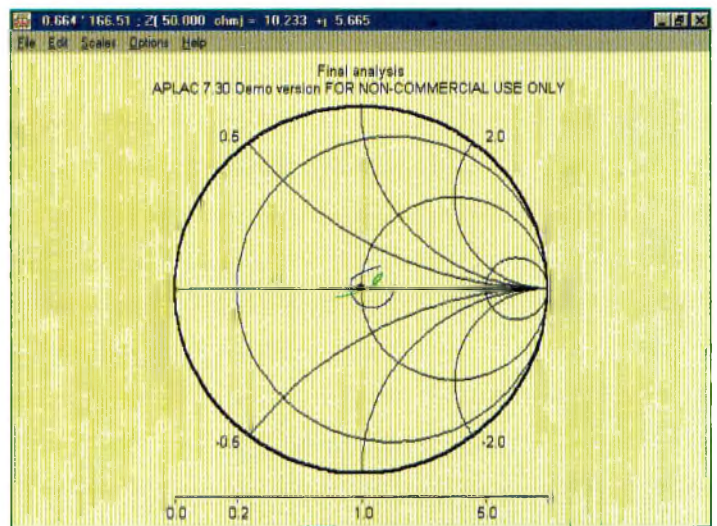 0.664 ' 166.51 ; Z( 50.000 ohm) = 10.233 +j 5.665
File Edit Scales Options Help
Final analysis
APLAC 7.30 Demo version FOR NON-COMMERCIAL USE ONLY
0.5 2.0
-0.5 -2.0
0.0 0.2 1.0 5.0